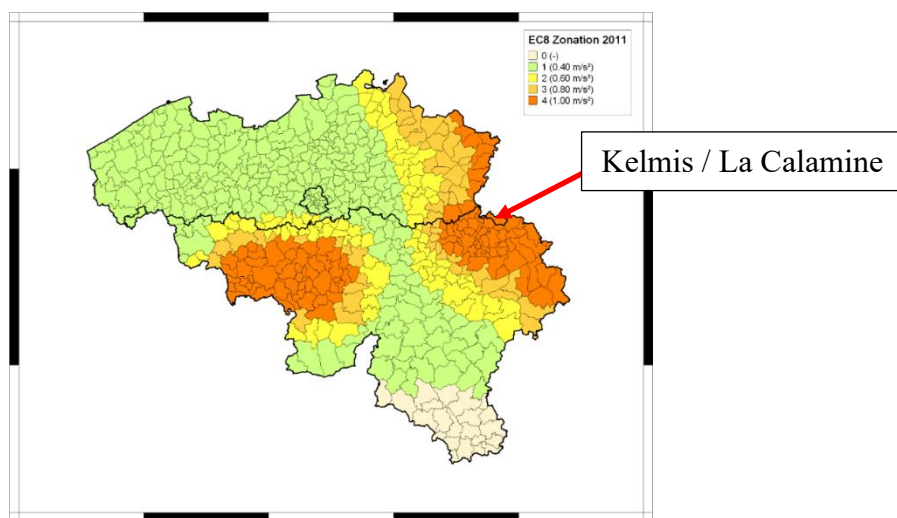 EC8 Zonation 2011
0 (-)
1 (0.40 m/s²)
2 (0.60 m/s²)
3 (0.80 m/s²)
4 (1.00 m/s²)
Kelmis / La Calamine